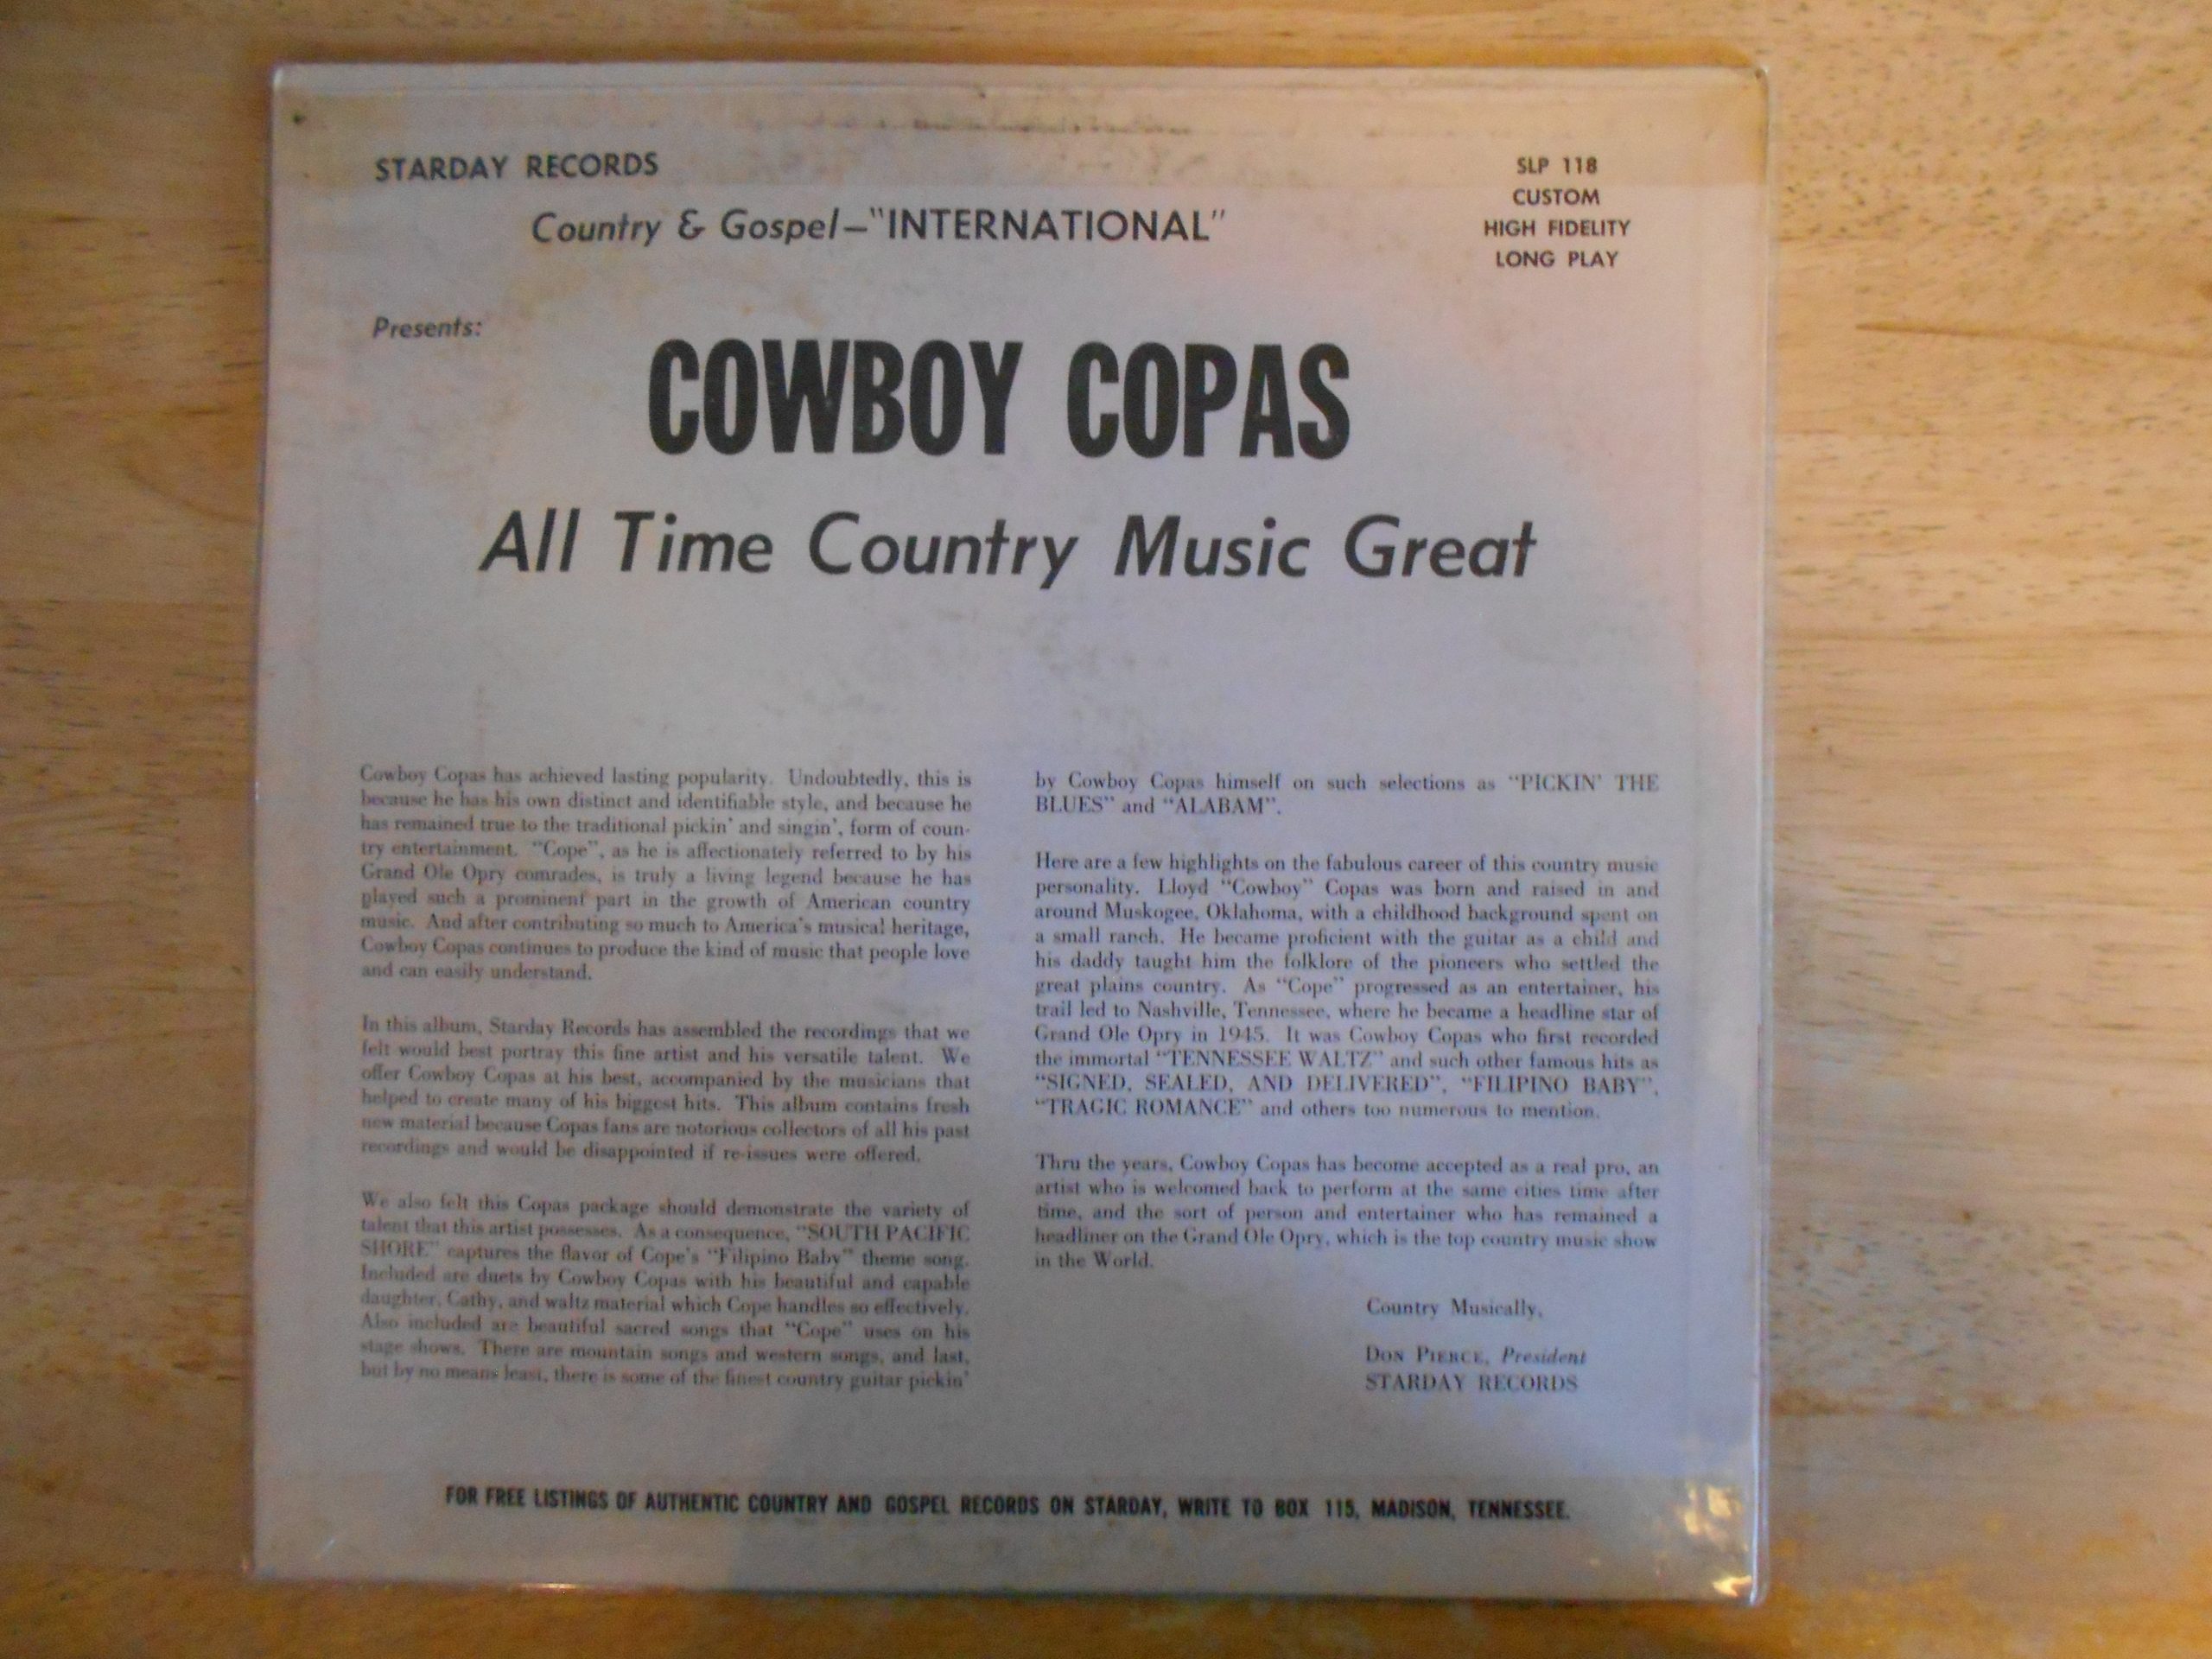 STARDAY RECORDS
Country & Gospel—"INTERNATIONAL"
SLP 118
CUSTOM
HIGH FIDELITY
LONG PLAY
Presents:
COWBOY COPAS
All Time Country Music Great
Cowboy Copas has achieved lasting popularity. Undoubtedly, this is
because he has his own distinct and identifiable style, and because he
has remained true to the traditional pickin' and singin', form of coun-
try entertainment. "Cope", as he is affectionately referred to by his
Grand Ole Opry comrades, is truly a living legend because he has
played such a prominent part in the growth of American country
music. And after contributing so much to America's musical heritage,
Cowboy Copas continues to produce the kind of music that people love
and can easily understand.
In this album, Starday Records has assembled the recordings that we
felt would best portray this fine artist and his versatile talent. We
offer Cowboy Copas at his best, accompanied by the musicians that
helped to create many of his biggest hits. This album contains fresh
new material because Copas fans are notorious collectors of all his past
recordings and would be disappointed if re-issues were offered.
We also felt this Copas package should demonstrate the variety of
talent that this artist possesses. As a consequence, "SOUTH PACIFIC
SHORE" captures the flavor of Cope's "Filipino Baby" theme song.
Included are duets by Cowboy Copas with his beautiful and capable
daughter, Cathy, and waltz material which Cope handles so effectively.
Also included are beautiful sacred songs that "Cope" uses on his
stage shows. There are mountain songs and western songs, and last,
but by no means least, there is some of the finest country guitar pickin'
by Cowboy Copas himself on such selections as "PICKIN' THE
BLUES" and "ALABAM".
Here are a few highlights on the fabulous career of this country music
personality. Lloyd "Cowboy" Copas was born and raised in and
around Muskogee, Oklahoma, with a childhood background spent on
a small ranch. He became proficient with the guitar as a child and
his daddy taught him the folklore of the pioneers who settled the
great plains country. As "Cope" progressed as an entertainer, his
trail led to Nashville, Tennessee, where he became a headline star of
Grand Ole Opry in 1945. It was Cowboy Copas who first recorded
the immortal "TENNESSEE WALTZ" and such other famous hits as
"SIGNED, SEALED, AND DELIVERED", "FILIPINO BABY",
"TRAGIC ROMANCE" and others too numerous to mention.
Thru the years, Cowboy Copas has become accepted as a real pro, an
artist who is welcomed back to perform at the same cities time after
time, and the sort of person and entertainer who has remained a
headliner on the Grand Ole Opry, which is the top country music show
in the World.
Country Musically,
DON PIERCE, President
STARDAY RECORDS
FOR FREE LISTINGS OF AUTHENTIC COUNTRY AND GOSPEL RECORDS ON STARDAY, WRITE TO BOX 115, MADISON, TENNESSEE.